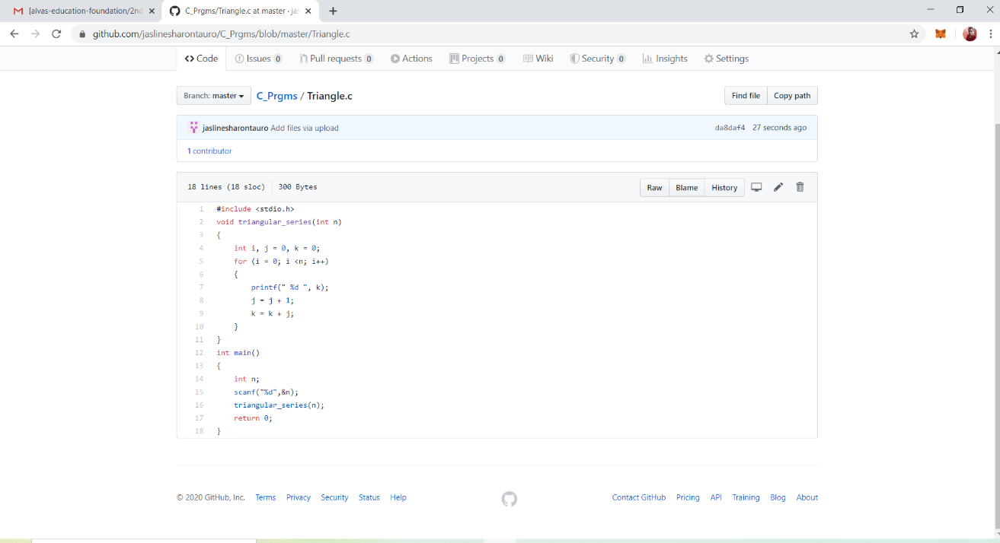 [alvas-education-foundation/2nd
C_Prgms/Triangle.c at master · jas
github.com/jaslinesharontauro/C_Prgms/blob/master/Triangle.c
<> Code Issues 0 Pull requests 0 Actions Projects 0 Wiki Security 0 Insights Settings
Branch: master C_Prgms / Triangle.c Find file Copy path
jaslinesharontauro Add files via upload da8daf4 27 seconds ago
1 contributor
18 lines (18 sloc) 300 Bytes Raw Blame History
1 #include <stdio.h>
2 void triangular_series(int n)
3 {
4 int i, j = 0, k = 0;
5 for (i = 0; i <n; i++)
6 {
7 printf(" %d ", k);
8 j = j + 1;
9 k = k + j;
10 }
11 }
12 int main()
13 {
14 int n;
15 scanf("%d",&n);
16 triangular_series(n);
17 return 0;
18 }
© 2020 GitHub, Inc. Terms Privacy Security Status Help Contact GitHub Pricing API Training Blog About